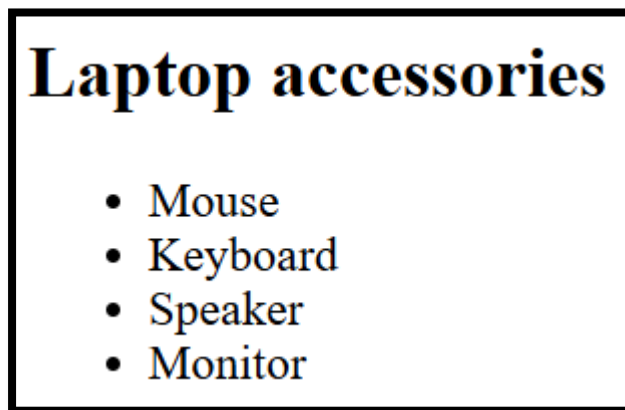 Laptop accessories
• Mouse
• Keyboard
• Speaker
• Monitor